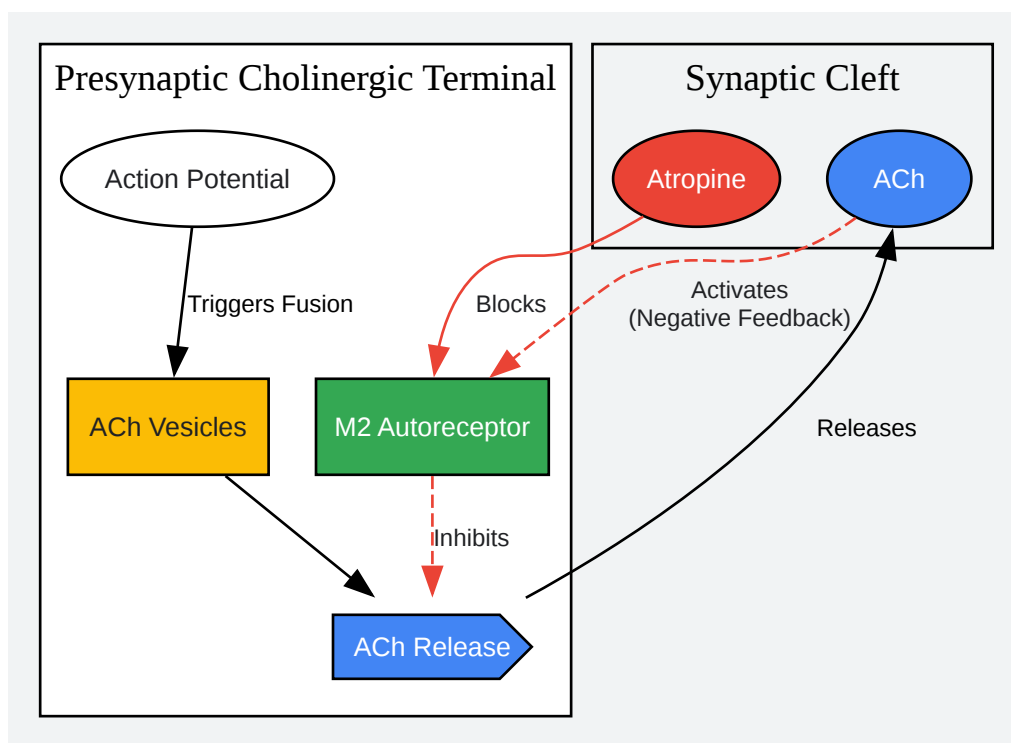 Presynaptic Cholinergic Terminal
Synaptic Cleft
Action Potential
Atropine
ACh
Triggers Fusion
Blocks
Activates
(Negative Feedback)
ACh Vesicles
M2 Autoreceptor
Releases
Inhibits
ACh Release